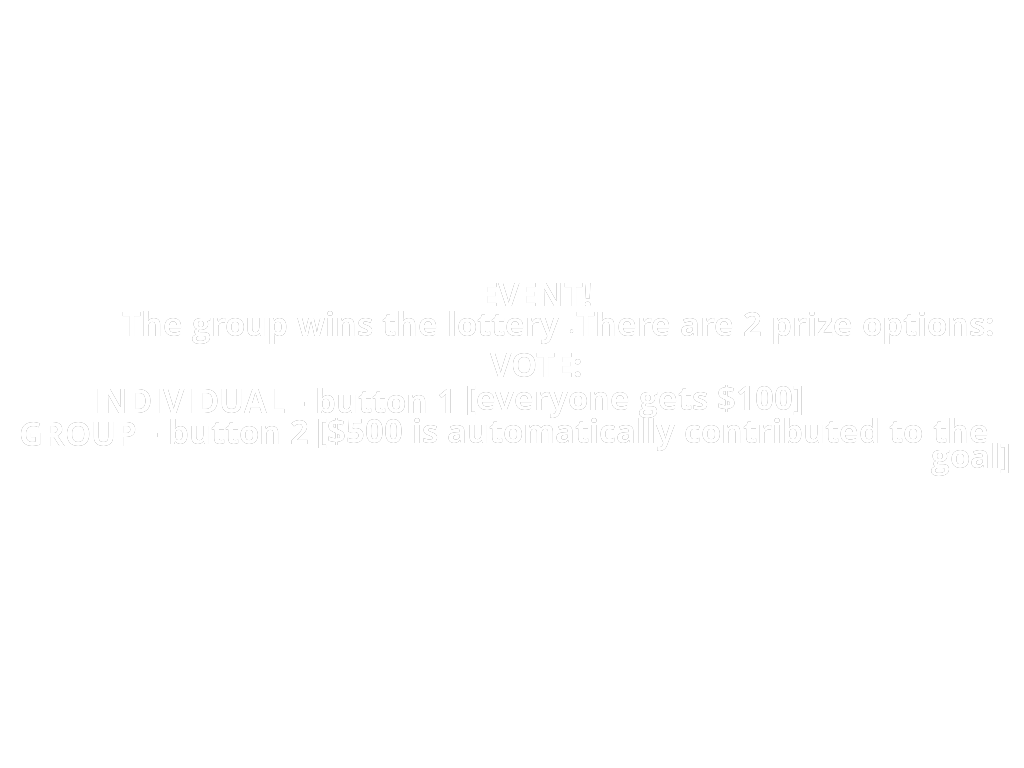 EVENT!
The group wins the lottery .There are 2 prize options:
VOTE:
INDIVIDUAL - button 1 [everyone gets $100]
GROUP - button 2 [$500 is automatically contributed to the
goal]